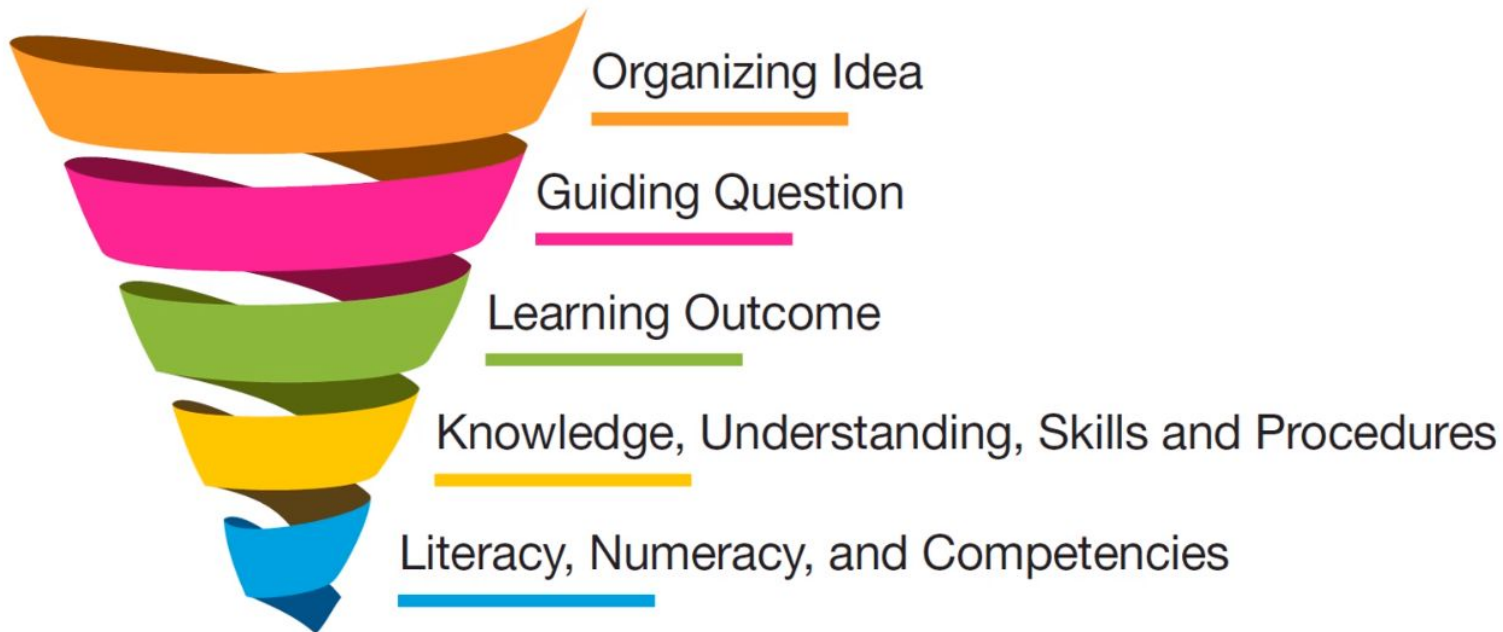 Organizing Idea
Guiding Question
Learning Outcome
Knowledge, Understanding, Skills and Procedures
Literacy, Numeracy, and Competencies